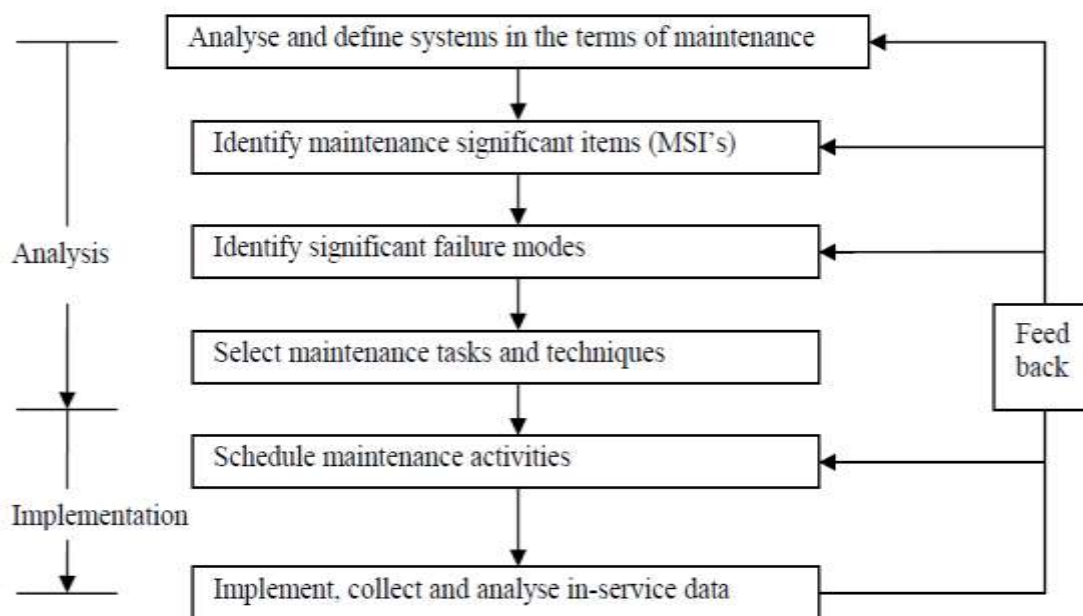 Analyse and define systems in the terms of maintenance
Identify maintenance significant items (MSI's)
Identify significant failure modes
Analysis
Select maintenance tasks and techniques
Feed
back
Schedule maintenance activities
Implementation
Implement, collect and analyse in-service data